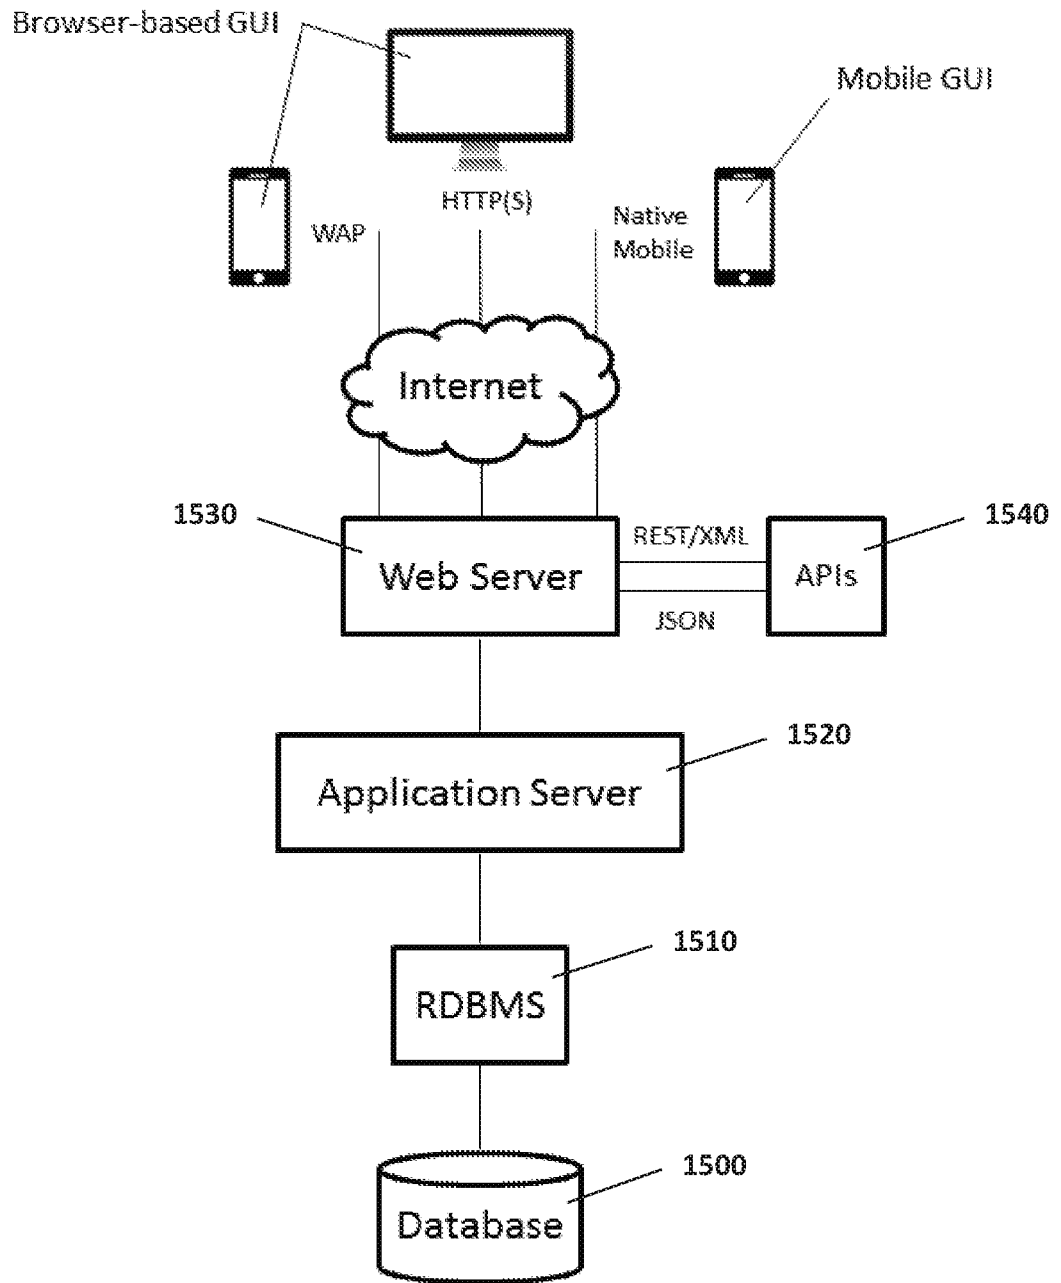 Browser-based GUI
Mobile GUI
HTTP(S)
WAP
Native
Mobile
Internet
1530
1540
REST/XML
Web Server
APIs
JSON
1520
Application Server
1510
RDBMS
1500
Database